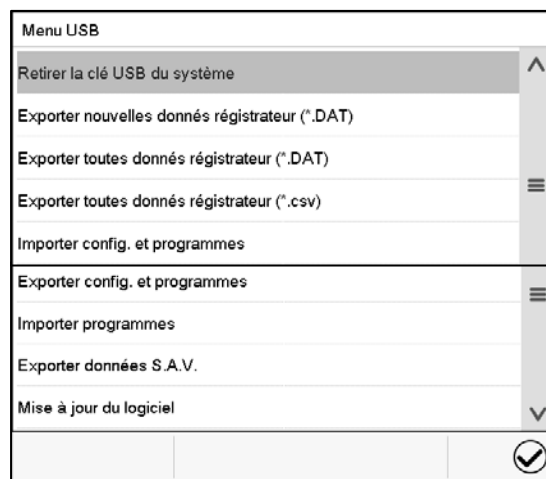 Menu USB
Retirer la clé USB du système
Exporter nouvelles donnés régistrateur (*.DAT)
Exporter toutes donnés régistrateur (*.DAT)
Exporter toutes donnés régistrateur (*.csv)
Importer config. et programmes
Exporter config. et programmes
Importer programmes
Exporter données S.A.V.
Mise à jour du logiciel